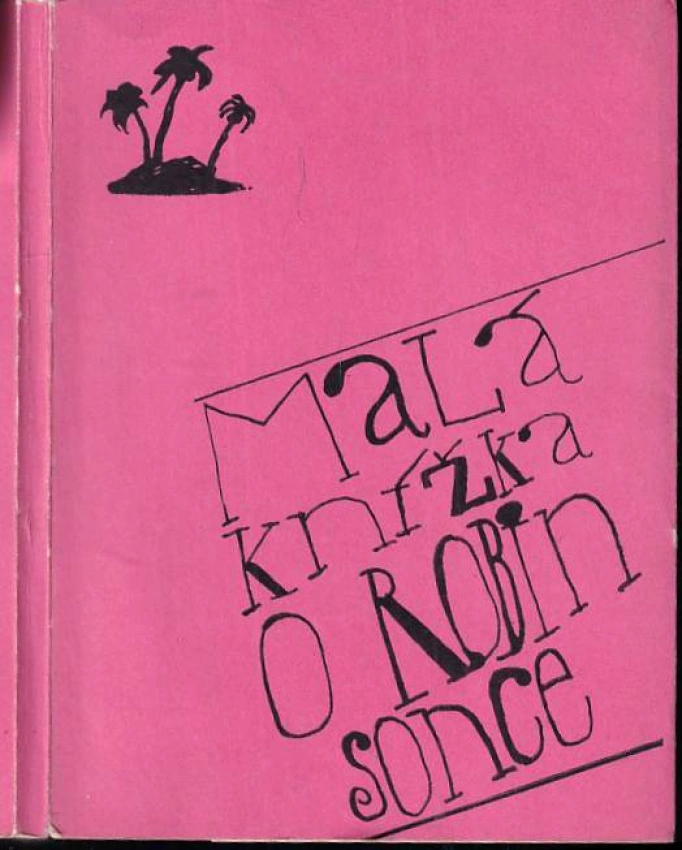 Malá
knížka
o RoBin
sonce